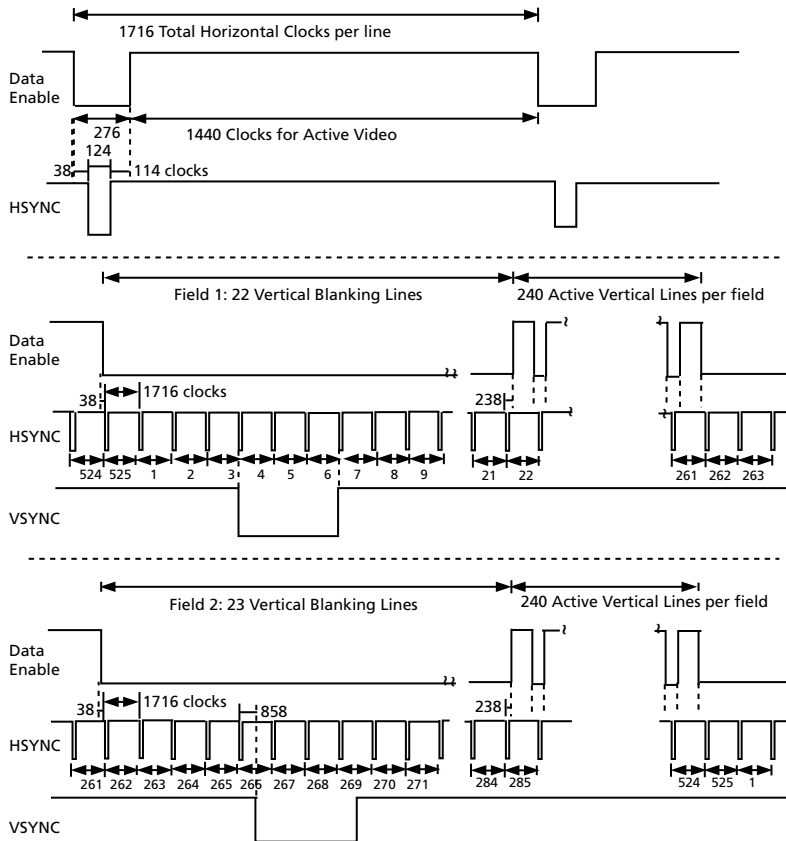 1716 Total Horizontal Clocks per line
Data
Enable
276
1440 Clocks for Active Video
124
38
114 clocks
HSYNC
Field 1: 22 Vertical Blanking Lines
240 Active Vertical Lines per field
Data
Enable
38
1716 clocks
238
HSYNC
524 525 1 2 3 4 5 6 7 8 9 21 22 261 262 263
VSYNC
Field 2: 23 Vertical Blanking Lines
240 Active Vertical Lines per field
Data
Enable
38
1716 clocks
858
238
HSYNC
261 262 263 264 265 266 267 268 269 270 271 284 285 524 525 1
VSYNC